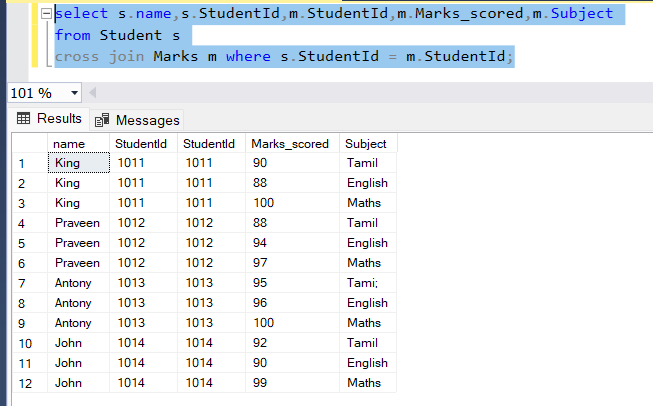 select s.name,s.StudentId,m.StudentId,m.Marks_scored,m.Subject
from Student s
cross join Marks m where s.StudentId = m.StudentId;
101 %
Results Messages
name StudentId StudentId Marks_scored Subject
1 King 1011 1011 90 Tamil
2 King 1011 1011 88 English
3 King 1011 1011 100 Maths
4 Praveen 1012 1012 88 Tamil
5 Praveen 1012 1012 94 English
6 Praveen 1012 1012 97 Maths
7 Antony 1013 1013 95 Tami;
8 Antony 1013 1013 96 English
9 Antony 1013 1013 100 Maths
10 John 1014 1014 92 Tamil
11 John 1014 1014 90 English
12 John 1014 1014 99 Maths